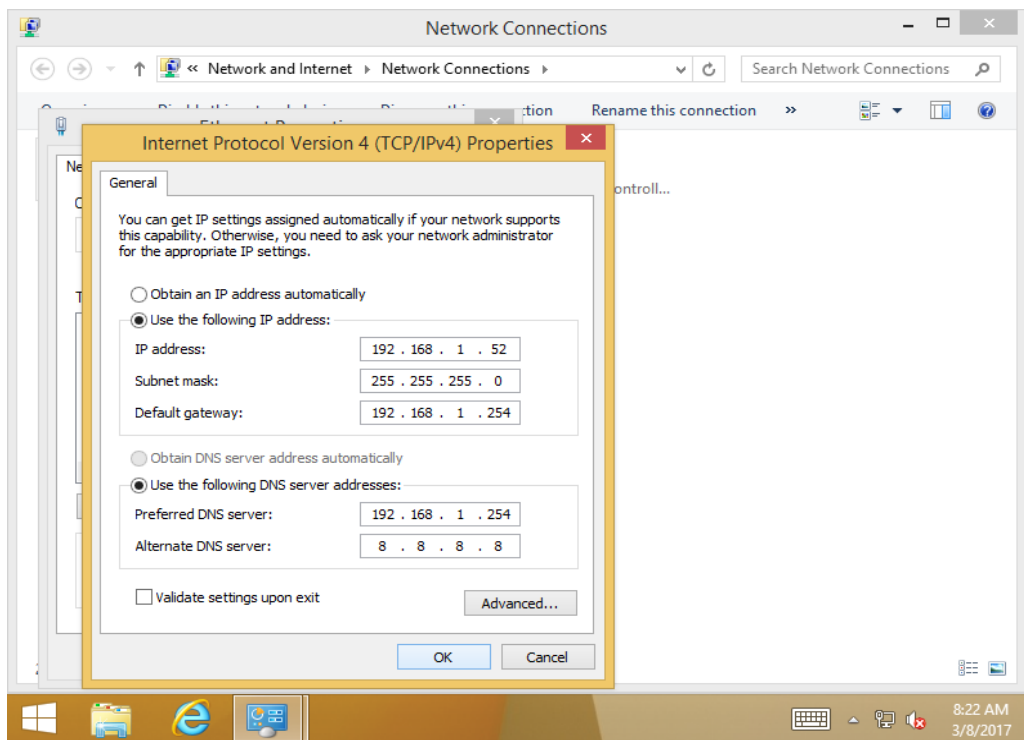 Network Connections
« Network and Internet Network Connections
Search Network Connections
Rename this connection »
Internet Protocol Version 4 (TCP/IPv4) Properties
General
ontroll...
You can get IP settings assigned automatically if your network supports
this capability. Otherwise, you need to ask your network administrator
for the appropriate IP settings.
Obtain an IP address automatically
Use the following IP address:
IP address: 192 . 168 . 1 . 52
Subnet mask: 255 . 255 . 255 . 0
Default gateway: 192 . 168 . 1 . 254
Obtain DNS server address automatically
Use the following DNS server addresses:
Preferred DNS server: 192 . 168 . 1 . 254
Alternate DNS server: 8 . 8 . 8 . 8
Validate settings upon exit
Advanced...
OK Cancel
8:22 AM
3/8/2017